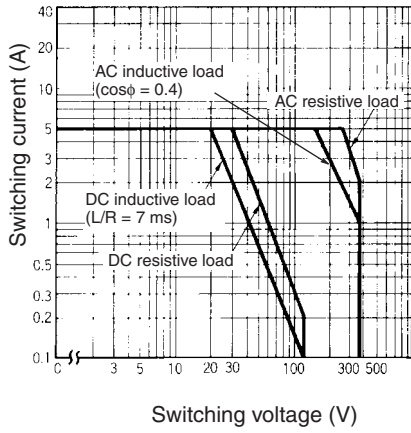 Switching current (A)
40
20
10
5
2
1
0.5
0.3
0.2
0.1
AC inductive load
(cosϕ = 0.4)
AC resistive load
DC inductive load
(L/R = 7 ms)
DC resistive load
0 3 5 10 20 30 100 300 500
Switching voltage (V)